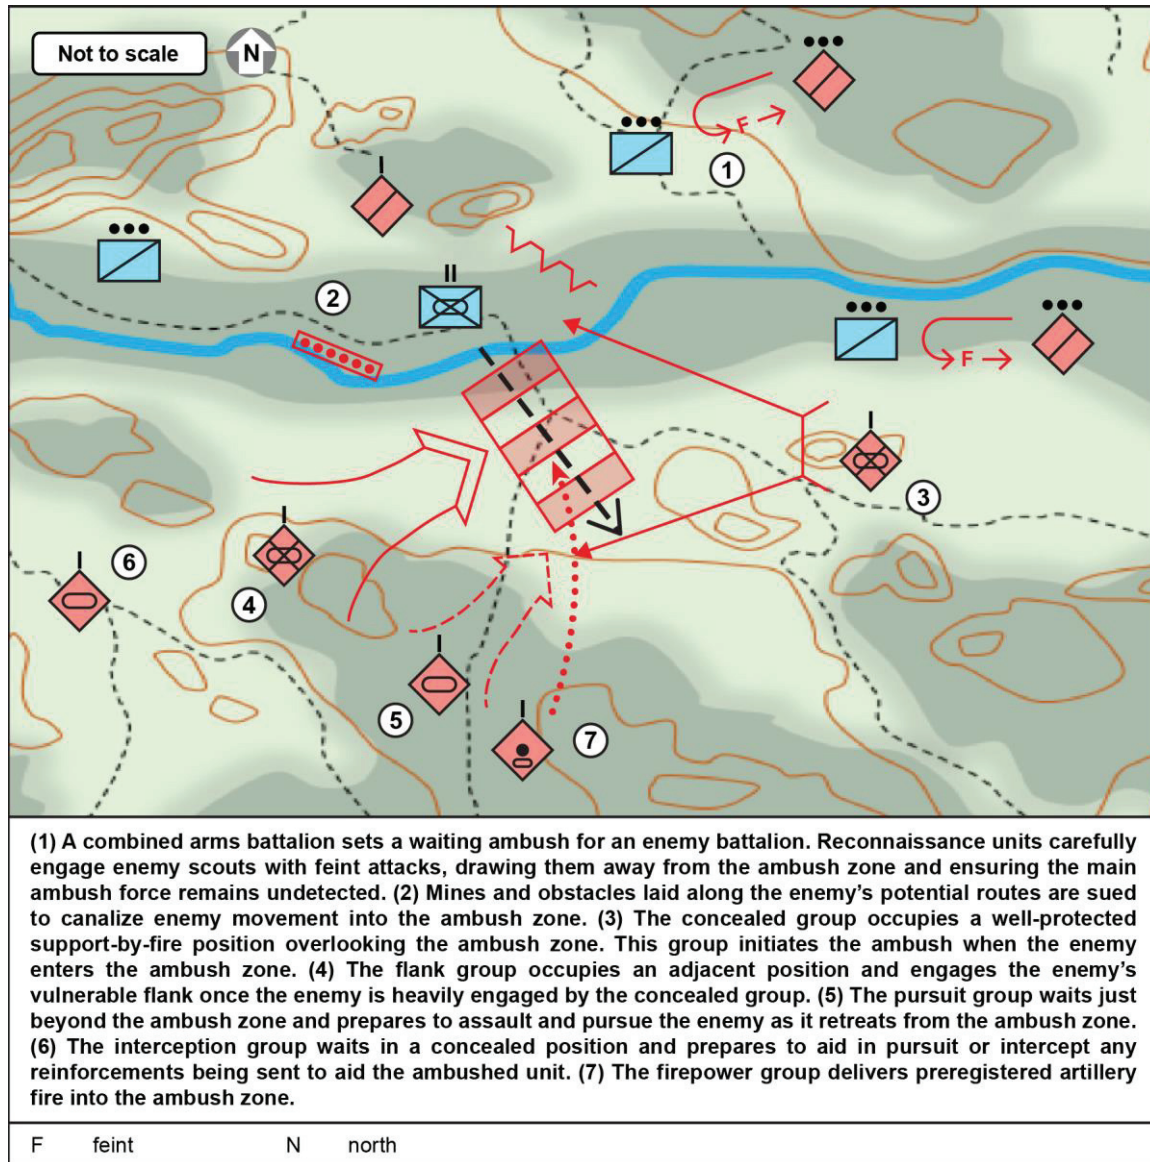 Not to scale
N
F
1
2
F
3
6
4
5
7
(1) A combined arms battalion sets a waiting ambush for an enemy battalion. Reconnaissance units carefully
engage enemy scouts with feint attacks, drawing them away from the ambush zone and ensuring the main
ambush force remains undetected. (2) Mines and obstacles laid along the enemy's potential routes are sued
to canalize enemy movement into the ambush zone. (3) The concealed group occupies a well-protected
support-by-fire position overlooking the ambush zone. This group initiates the ambush when the enemy
enters the ambush zone. (4) The flank group occupies an adjacent position and engages the enemy's
vulnerable flank once the enemy is heavily engaged by the concealed group. (5) The pursuit group waits just
beyond the ambush zone and prepares to assault and pursue the enemy as it retreats from the ambush zone.
(6) The interception group waits in a concealed position and prepares to aid in pursuit or intercept any
reinforcements being sent to aid the ambushed unit. (7) The firepower group delivers preregistered artillery
fire into the ambush zone.
F feint N north